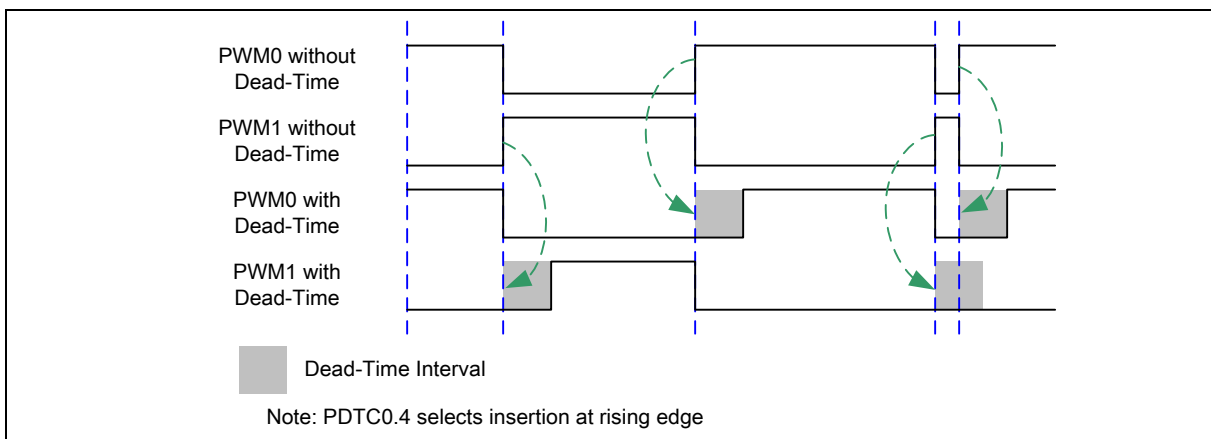 PWM0 without
Dead-Time
PWM1 without
Dead-Time
PWM0 with
Dead-Time
PWM1 with
Dead-Time
Dead-Time Interval
Note: PDTC0.4 selects insertion at rising edge